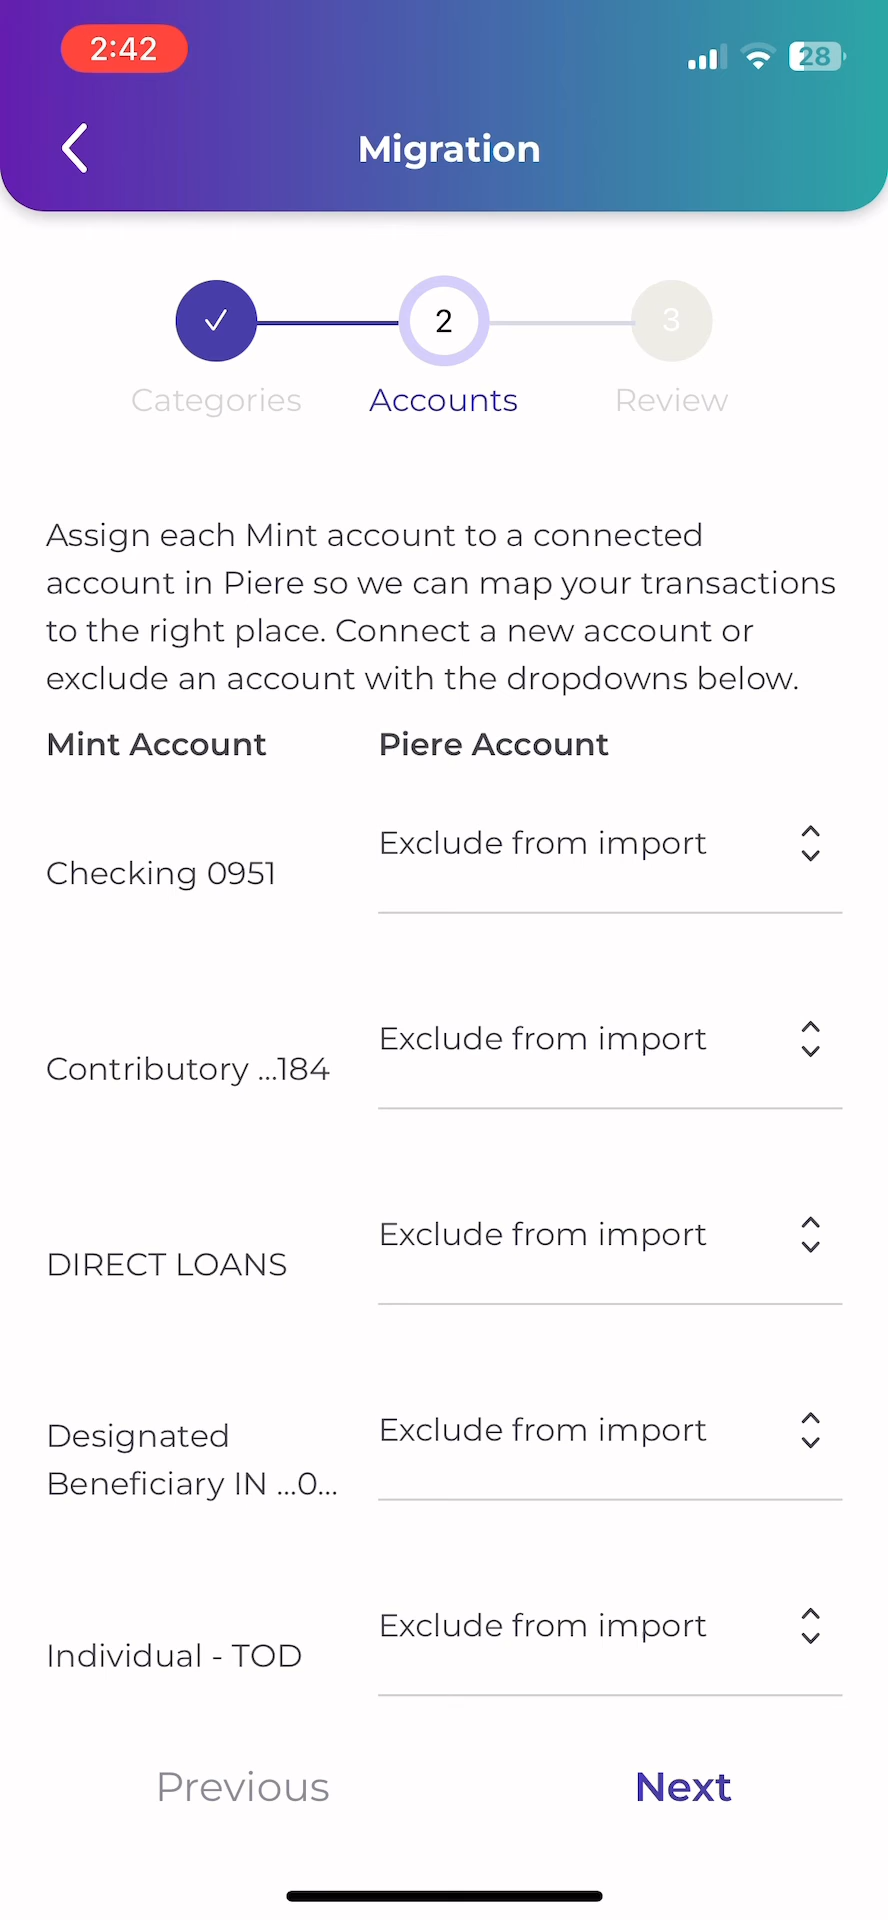 2:42
28
Migration
2
3
Categories
Accounts
Review
Assign each Mint account to a connected
account in Piere so we can map your transactions
to the right place. Connect a new account or
exclude an account with the dropdowns below.
Mint Account
Piere Account
Checking 0951
Exclude from import
Contributory ...184
Exclude from import
DIRECT LOANS
Exclude from import
Designated
Beneficiary IN ...0...
Exclude from import
Individual - TOD
Exclude from import
Previous
Next